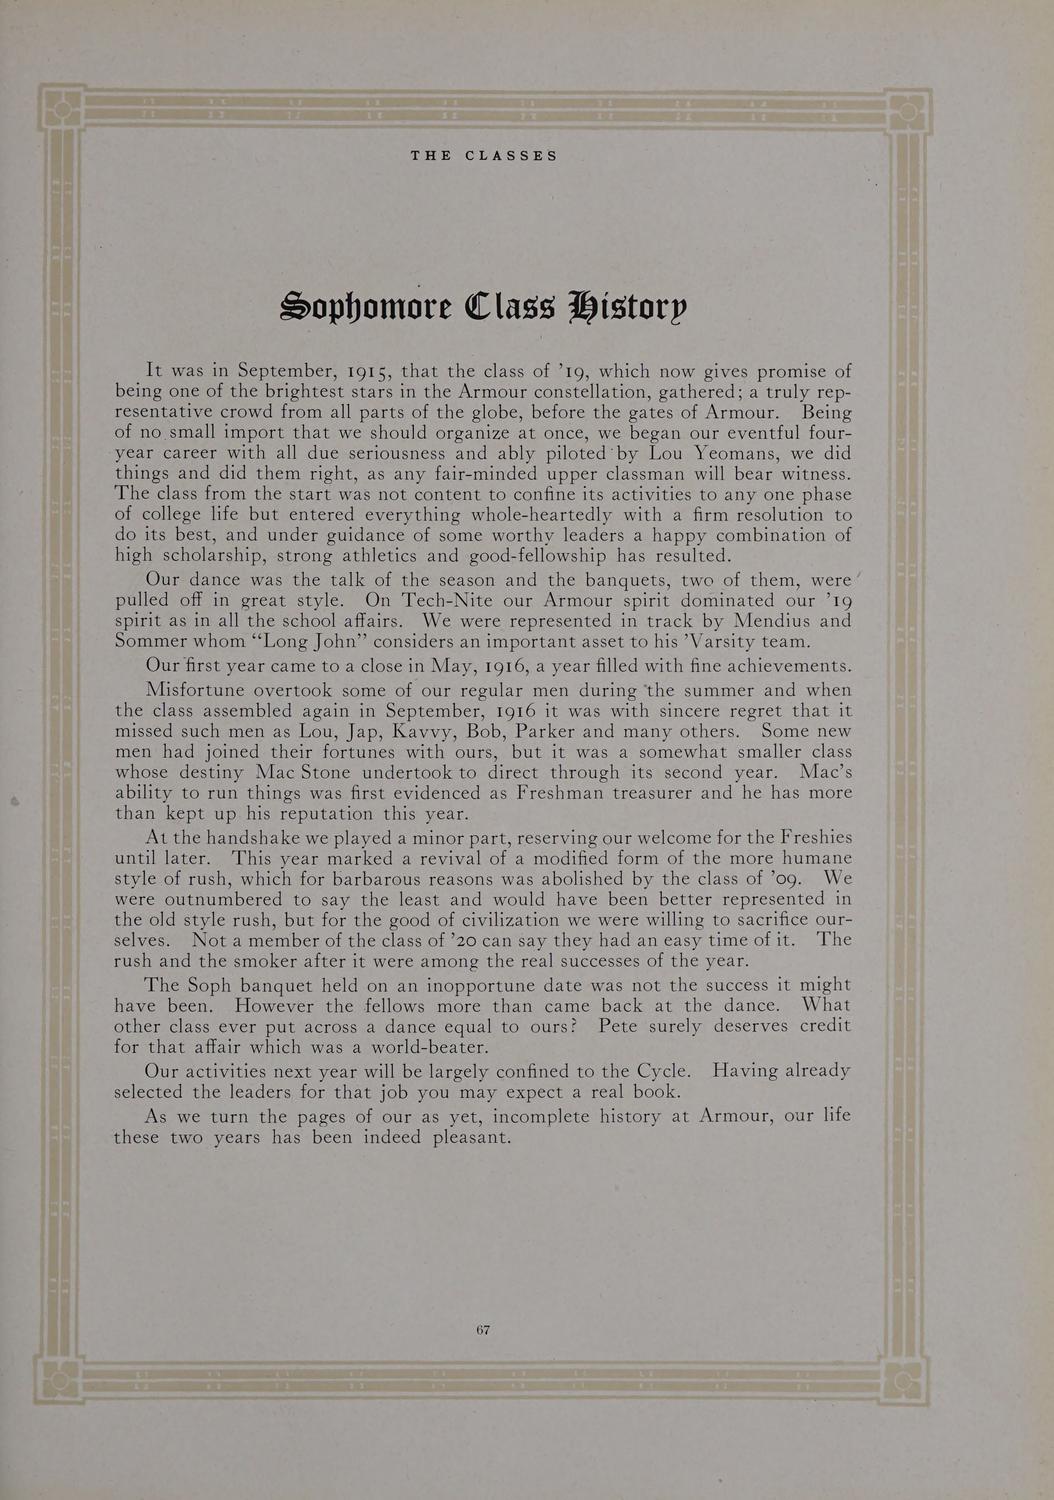 THE CLASSES
Sophomore Class History
It was in September, 1915, that the class of ’19, which now gives promise of
being one of the brightest stars in the Armour constellation, gathered; a truly rep-
resentative crowd from all parts of the globe, before the gates of Armour. Being
of no small import that we should organize at once, we began our eventful four-
year career with all due seriousness and ably piloted by Lou Yeomans, we did
things and did them right, as any fair-minded upper classman will bear witness.
The class from the start was not content to confine its activities to any one phase
of college life but entered everything whole-heartedly with a firm resolution to
do its best, and under guidance of some worthy leaders a happy combination of
high scholarship, strong athletics and good-fellowship has resulted.
Our dance was the talk of the season and the banquets, two of them, were
pulled off in great style. On Tech-Nite our Armour spirit dominated our ’19
spirit as in all the school affairs. We were represented in track by Mendius and
Sommer whom “Long John” considers an important asset to his ’Varsity team.
Our first year came to a close in May, 1916, a year filled with fine achievements.
Misfortune overtook some of our regular men during the summer and when
the class assembled again in September, 1916 it was with sincere regret that it
missed such men as Lou, Jap, Kavvy, Bob, Parker and many others. Some new
men had joined their fortunes with ours, but it was a somewhat smaller class
whose destiny Mac Stone undertook to direct through its second year. Mac’s
ability to run things was first evidenced as Freshman treasurer and he has more
than kept up his reputation this year.
At the handshake we played a minor part, reserving our welcome for the Freshies
until later. This year marked a revival of a modified form of the more humane
style of rush, which for barbarous reasons was abolished by the class of ’09. We
were outnumbered to say the least and would have been better represented in
the old style rush, but for the good of civilization we were willing to sacrifice our-
selves. Not a member of the class of ’20 can say they had an easy time of it. The
rush and the smoker after it were among the real successes of the year.
The Soph banquet held on an inopportune date was not the success it might
have been. However the fellows more than came back at the dance. What
other class ever put across a dance equal to ours? Pete surely deserves credit
for that affair which was a world-beater.
Our activities next year will be largely confined to the Cycle. Having already
selected the leaders for that job you may expect a real book.
As we turn the pages of our as yet, incomplete history at Armour, our life
these two years has been indeed pleasant.
67